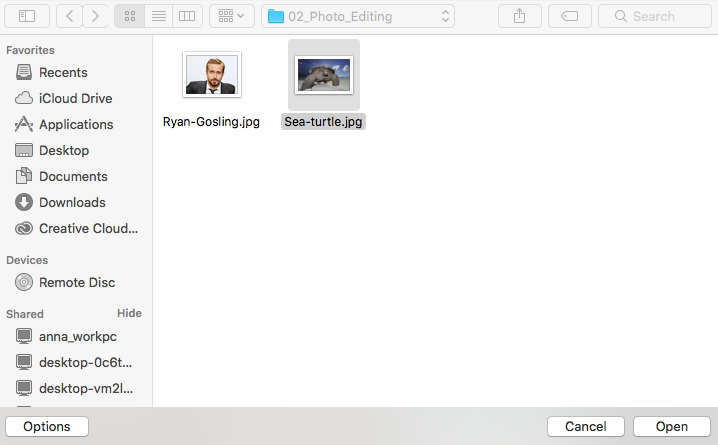 02_Photo_Editing
Search
Favorites
Recents
iCloud Drive
Applications
Desktop
Documents
Downloads
Creative Cloud...
Devices
Remote Disc
Shared
Hide
anna_workpc
desktop-0c6t...
desktop-vm2l...
Ryan-Gosling.jpg
Sea-turtle.jpg
Options
Cancel
Open